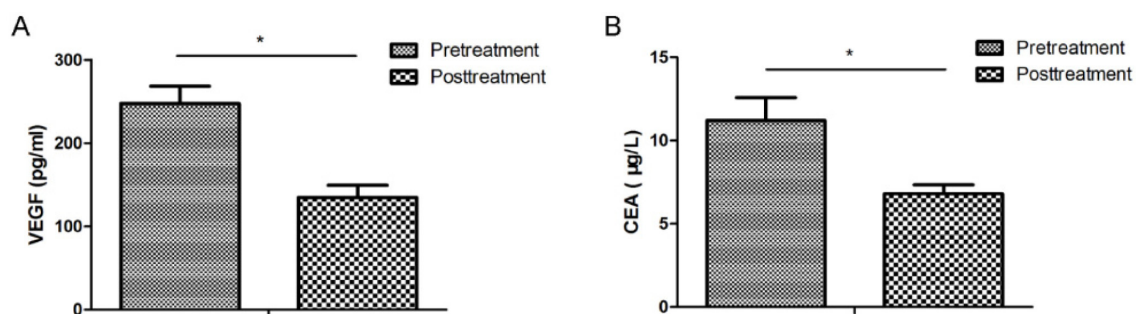 A
*
Pretreatment
Posttreatment
300
200
100
0
VEGF (pg/ml)
B
*
Pretreatment
Posttreatment
15
10
5
0
CEA ( μg/L)